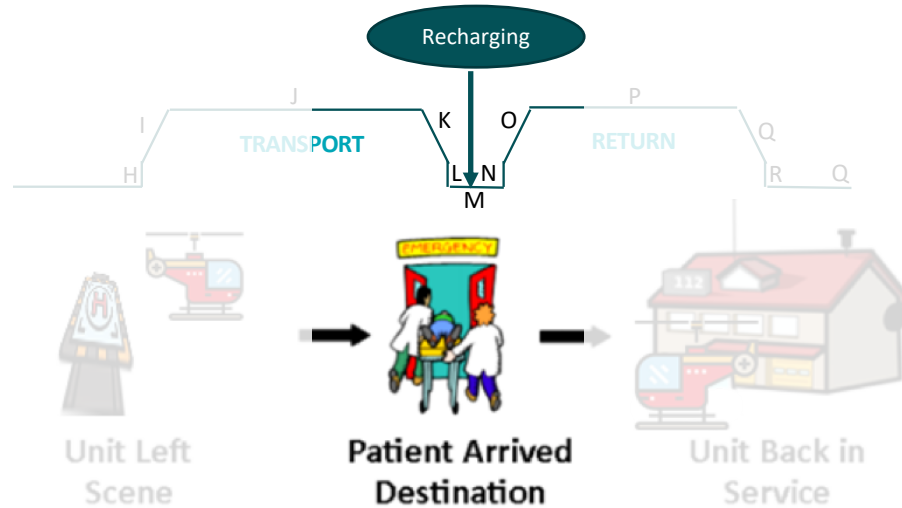 Recharging
J
P
I
K
O
Q
TRANSPORT
RETURN
H
L
N
R
Q
M
EMERGENCY
H
112
Unit Left
Scene
Patient Arrived
Destination
Unit Back in
Service